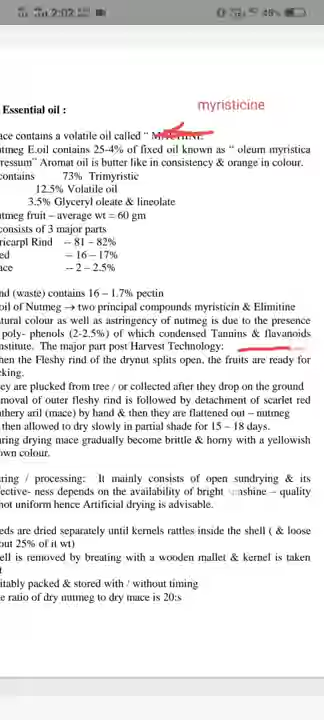 2:02
48%
Essential oil :
myristicine
ace contains a volatile oil called "
utmeg E.oil contains 25-4% of fixed oil known as " oleum myristica
ressum" Aromat oil is butter like in consistency & orange in colour.
contains 73% Trimyristic
12.5% Volatile oil
3.5% Glyceryl oleate & lineolate
utmeg fruit – average wt = 60 gm
consists of 3 major parts
ricarpl Rind -- 81 – 82%
ed -- 16 – 17%
ace -- 2 – 2.5%
nd (waste) contains 16 – 1.7% pectin
oil of Nutmeg → two principal compounds myristicin & Elimitine
atural colour as well as astringency of nutmeg is due to the presence
poly- phenols (2-2.5%) of which condensed Tannins & flavanoids
nstitute. The major part post Harvest Technology:
hen the Fleshy rind of the drynut splits open, the fruits are ready for
cking.
ey are plucked from tree / or collected after they drop on the ground
moval of outer fleshy rind is followed by detachment of scarlet red
athery aril (mace) by hand & then they are flattened out – nutmeg
then allowed to dry slowly in partial shade for 15 – 18 days.
uring drying mace gradually become brittle & horny with a yellowish
own colour.
ring / processing: It mainly consists of open sundrying & its
ective- ness depends on the availability of bright sunshine – quality
not uniform hence Artificial drying is advisable.
eds are dried separately until kernels rattles inside the shell ( & loose
out 25% of it wt)
ell is removed by breating with a wooden mallet & kernel is taken
t
itably packed & stored with / without timing
e ratio of dry nutmeg to dry mace is 20:s